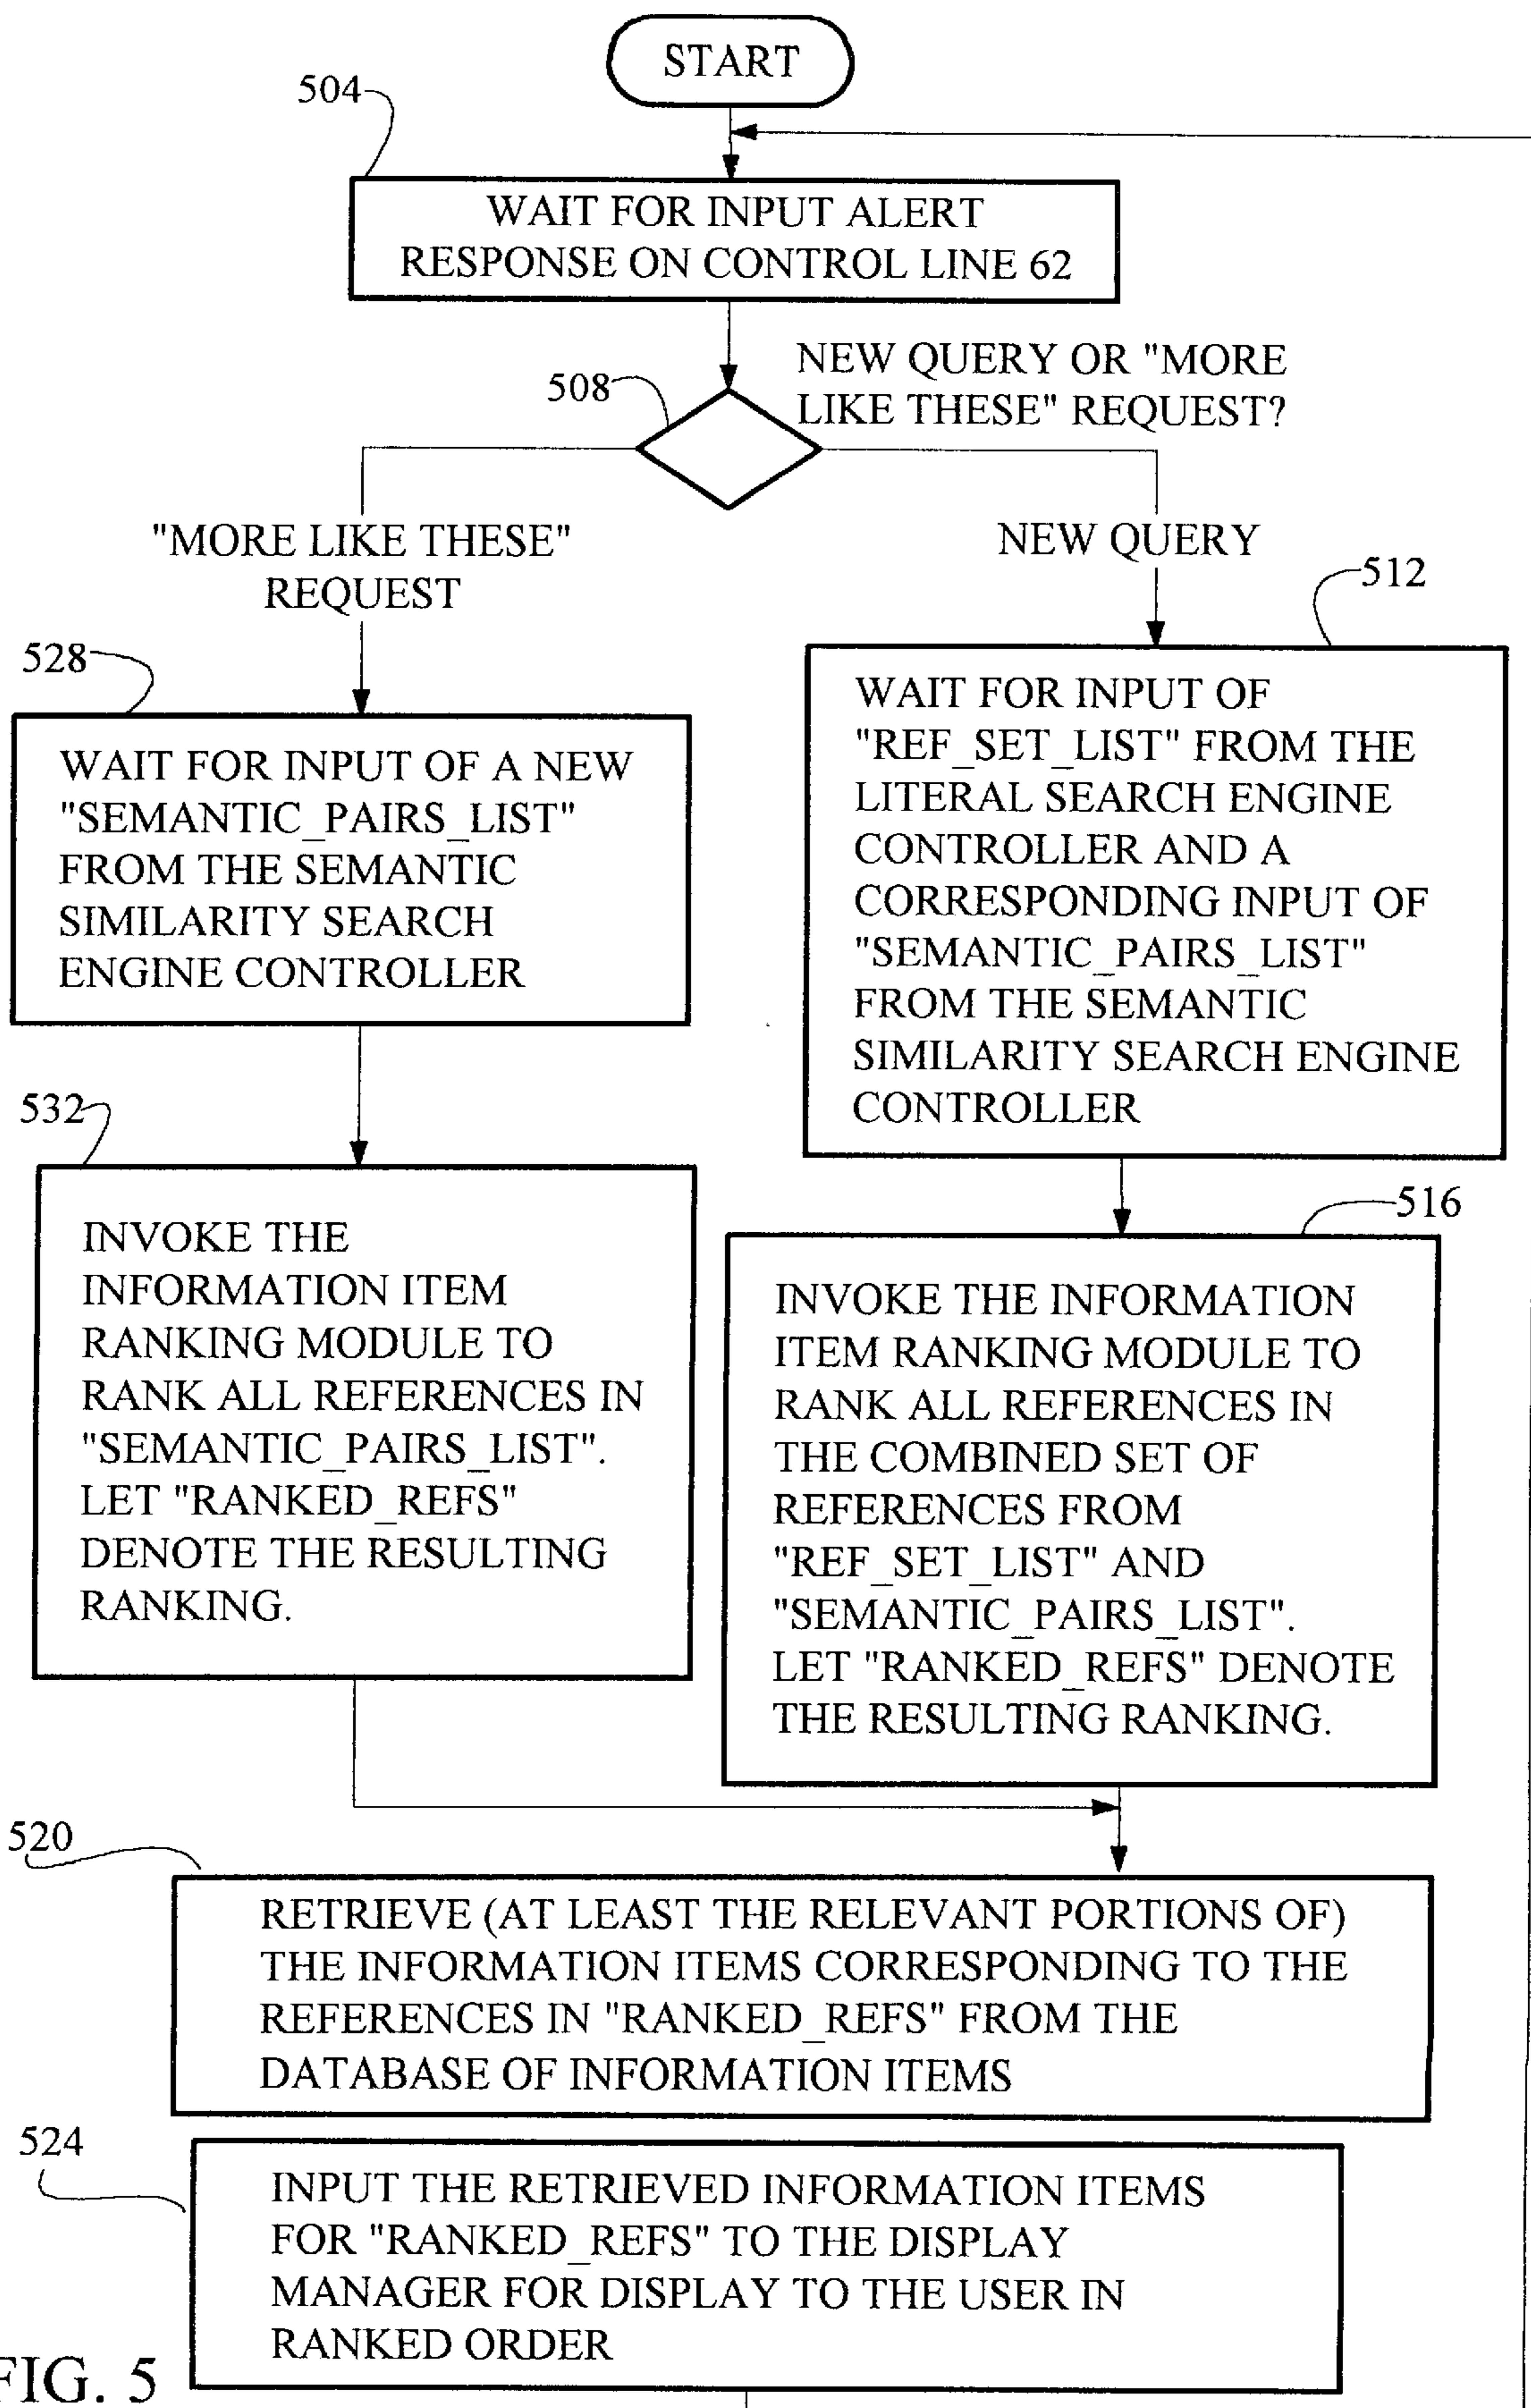 START
504
WAIT FOR INPUT ALERT
RESPONSE ON CONTROL LINE 62
508
NEW QUERY OR "MORE
LIKE THESE" REQUEST?
"MORE LIKE THESE"
REQUEST
NEW QUERY
512
528
WAIT FOR INPUT OF A NEW
"SEMANTIC_PAIRS_LIST"
FROM THE SEMANTIC
SIMILARITY SEARCH
ENGINE CONTROLLER
WAIT FOR INPUT OF
"REF_SET_LIST" FROM THE
LITERAL SEARCH ENGINE
CONTROLLER AND A
CORRESPONDING INPUT OF
"SEMANTIC_PAIRS_LIST"
FROM THE SEMANTIC
SIMILARITY SEARCH ENGINE
CONTROLLER
532
INVOKE THE
INFORMATION ITEM
RANKING MODULE TO
RANK ALL REFERENCES IN
"SEMANTIC_PAIRS_LIST".
LET "RANKED_REFS"
DENOTE THE RESULTING
RANKING.
516
INVOKE THE INFORMATION
ITEM RANKING MODULE TO
RANK ALL REFERENCES IN
THE COMBINED SET OF
REFERENCES FROM
"REF_SET_LIST" AND
"SEMANTIC_PAIRS_LIST".
LET "RANKED_REFS" DENOTE
THE RESULTING RANKING.
520
RETRIEVE (AT LEAST THE RELEVANT PORTIONS OF)
THE INFORMATION ITEMS CORRESPONDING TO THE
REFERENCES IN "RANKED_REFS" FROM THE
DATABASE OF INFORMATION ITEMS
524
INPUT THE RETRIEVED INFORMATION ITEMS
FOR "RANKED_REFS" TO THE DISPLAY
MANAGER FOR DISPLAY TO THE USER IN
RANKED ORDER
FIG. 5